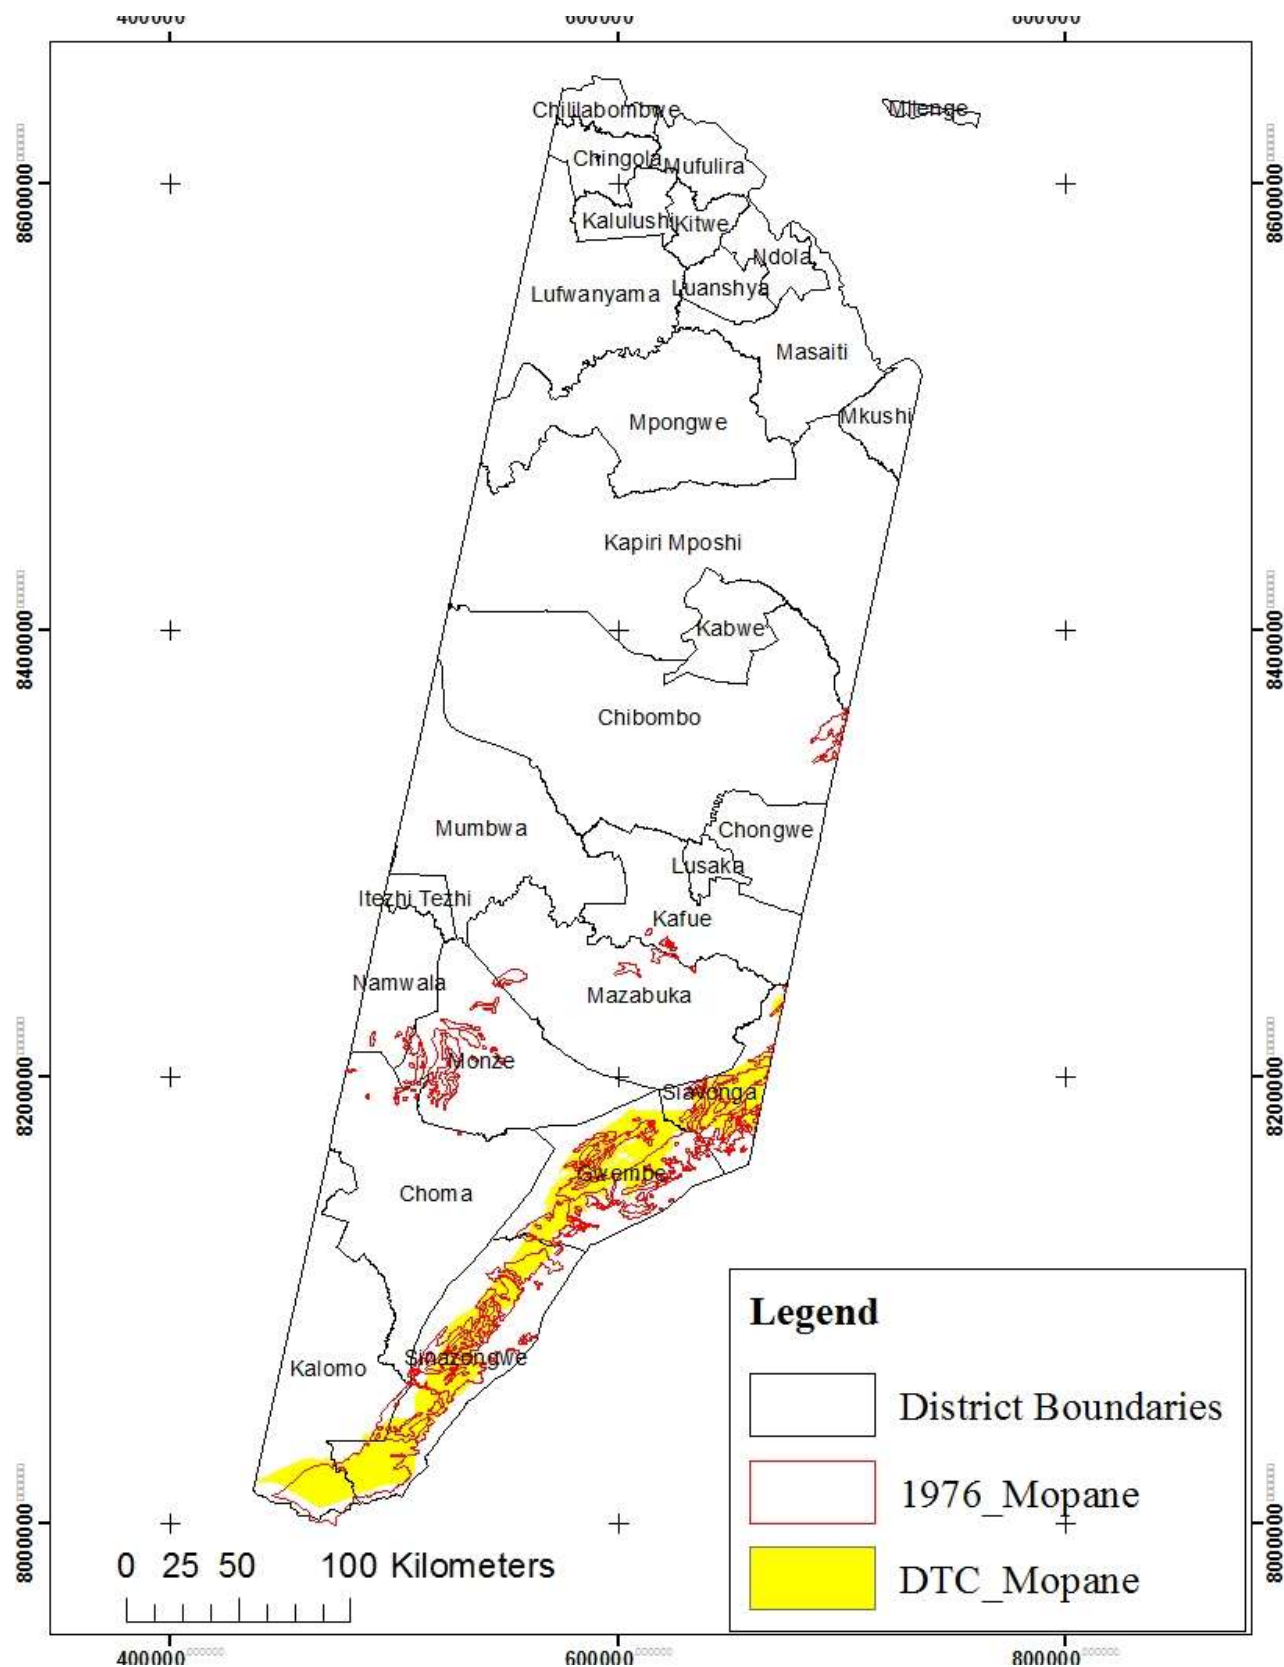 400000 600000 800000
Chililabombwe
Milenge
Chingola
Mufulira
8600000 8600000
Kalulushi Kitwe
Ndola
Luanshya
Lufwanyama
Masaiti
Mkushi
Mpongwe
Kapiri Mposhi
8400000 8400000
Kabwe
Chibombo
Mumbwa
Chongwe
Lusaka
Itezhi Tezhi
Kafue
Namwala
Mazabuka
Monze
8200000 8200000
Siavonga
Gwembe
Choma
Sinazongwe
Kalomo
Legend
District Boundaries
1976_Mopane
DTC_Mopane
8000000 8000000
0 25 50 100 Kilometers
400000 600000 800000